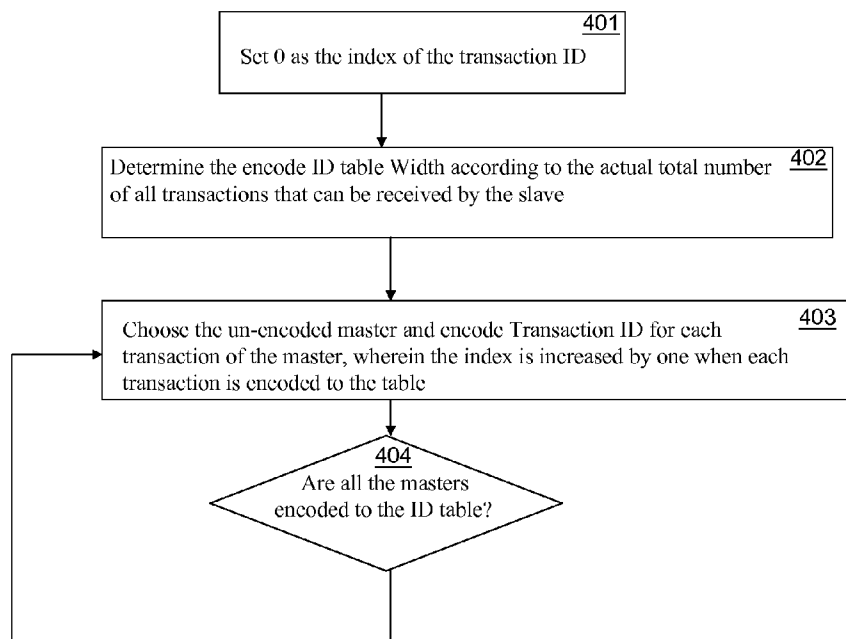 401
Set 0 as the index of the transaction ID
402
Determine the encode ID table Width according to the actual total number
of all transactions that can be received by the slave
403
Choose the un-encoded master and encode Transaction ID for each
transaction of the master, wherein the index is increased by one when each
transaction is encoded to the table
404
Are all the masters
encoded to the ID table?